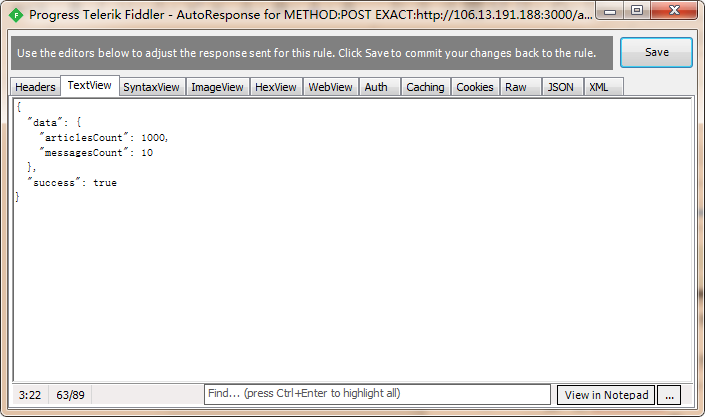 Progress Telerik Fiddler - AutoResponse for METHOD:POST EXACT:http://106.13.191.188:3000/a...
Use the editors below to adjust the response sent for this rule. Click Save to commit your changes back to the rule.
Save
Headers TextView SyntaxView ImageView HexView WebView Auth Caching Cookies Raw JSON XML
{
"data": {
"articlesCount": 1000,
"messagesCount": 10
},
"success": true
}
3:22 63/89 Find... (press Ctrl+Enter to highlight all) View in Notepad ...